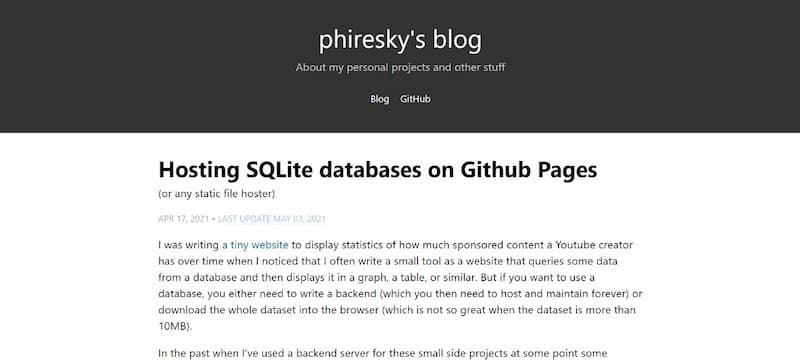 phiresky's blog
About my personal projects and other stuff
Blog GitHub
Hosting SQLite databases on Github Pages
(or any static file hoster)
APR 17, 2021 • LAST UPDATE MAY 03, 2021
I was writing a tiny website to display statistics of how much sponsored content a Youtube creator
has over time when I noticed that I often write a small tool as a website that queries some data
from a database and then displays it in a graph, a table, or similar. But if you want to use a
database, you either need to write a backend (which you then need to host and maintain forever) or
download the whole dataset into the browser (which is not so great when the dataset is more than
10MB).
In the past when I've used a backend server for these small side projects at some point some